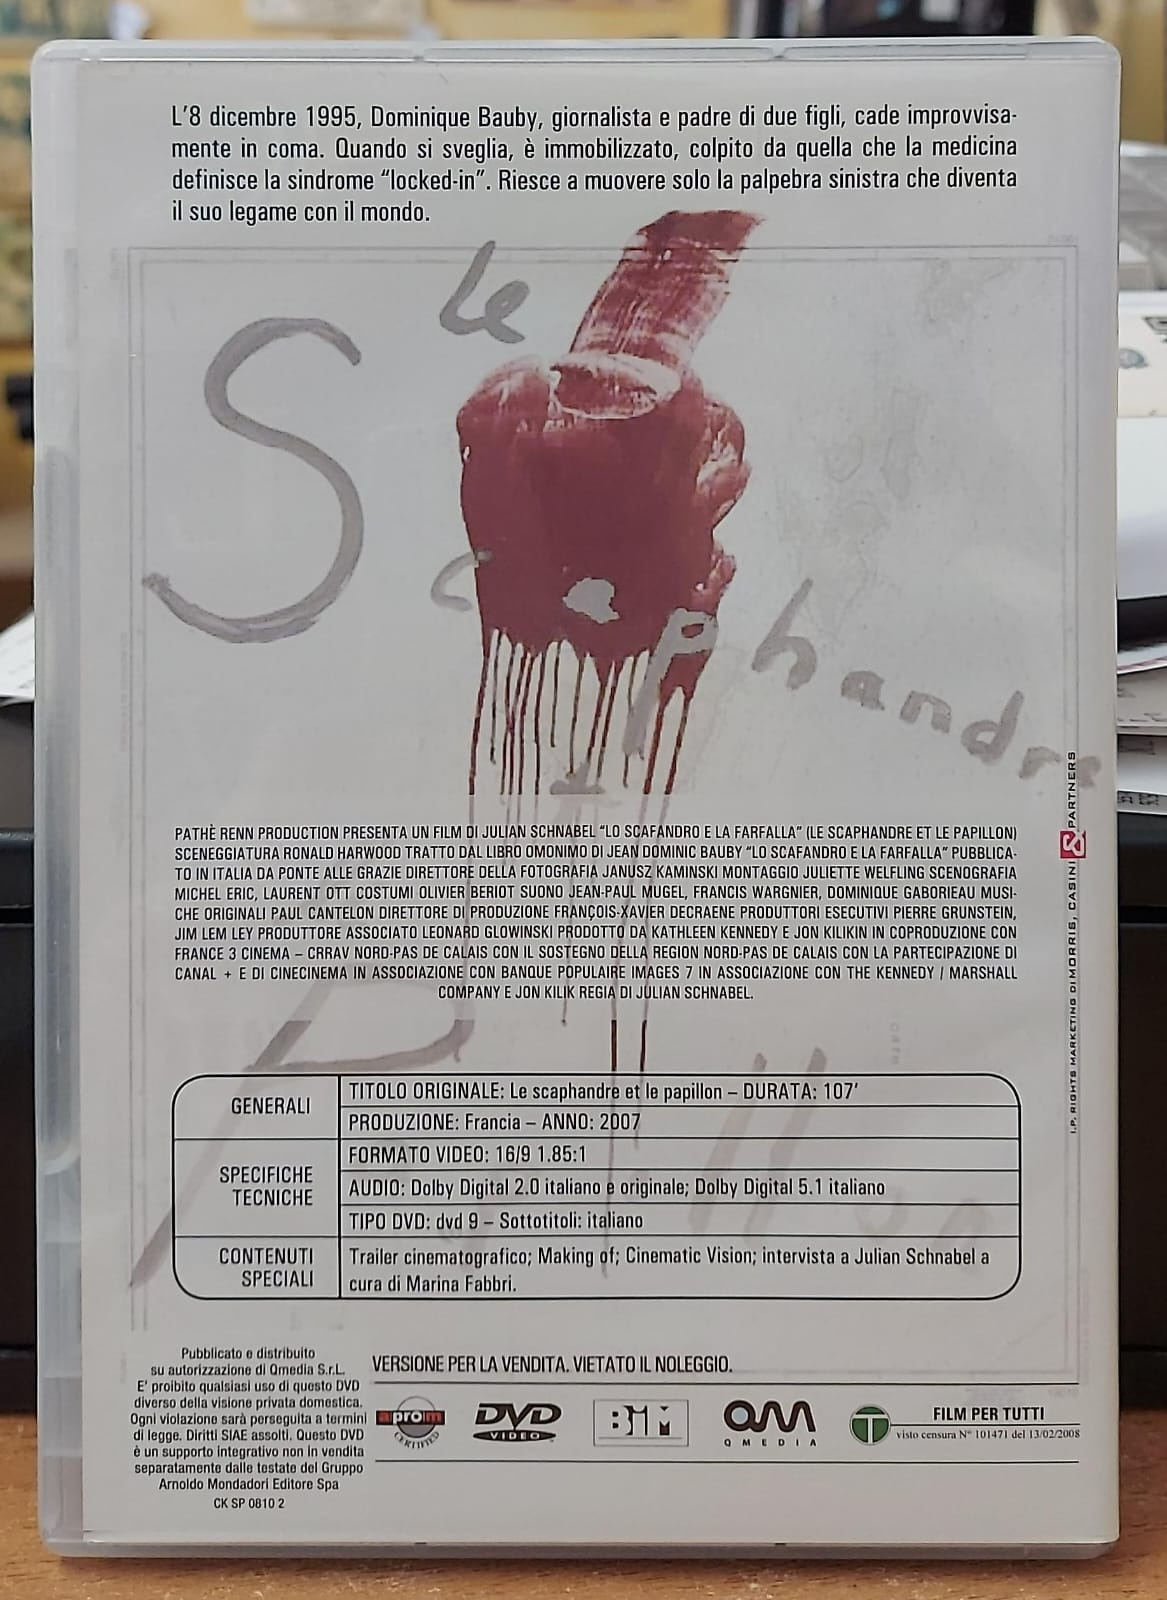 L'8 dicembre 1995, Dominique Bauby, giornalista e padre di due figli, cade improvvisa-
mente in coma. Quando si sveglia, è immobilizzato, colpito da quella che la medicina
definisce la sindrome “locked-in”. Riesce a muovere solo la palpebra sinistra che diventa
il suo legame con il mondo.
Le
Scaphandre
PATHÈ RENN PRODUCTION PRESENTA UN FILM DI JULIAN SCHNABEL “LO SCAFANDRO E LA FARFALLA” (LE SCAPHANDRE ET LE PAPILLON)
SCENEGGIATURA RONALD HARWOOD TRATTO DAL LIBRO OMONIMO DI JEAN DOMINIC BAUBY “LO SCAFANDRO E LA FARFALLA” PUBBLICA-
TO IN ITALIA DA PONTE ALLE GRAZIE DIRETTORE DELLA FOTOGRAFIA JANUSZ KAMINSKI MONTAGGIO JULIETTE WELFLING SCENOGRAFIA
MICHEL ERIC, LAURENT OTT COSTUMI OLIVIER BERIOT SUONO JEAN-PAUL MUGEL, FRANCIS WARGNIER, DOMINIQUE GABORIEAU MUSI-
CHE ORIGINALI PAUL CANTELON DIRETTORE DI PRODUZIONE FRANÇOIS-XAVIER DECRAENE PRODUTTORI ESECUTIVI PIERRE GRUNSTEIN,
JIM LEM LEY PRODUTTORE ASSOCIATO LEONARD GLOWINSKI PRODOTTO DA KATHLEEN KENNEDY E JON KILIKIN IN COPRODUZIONE CON
FRANCE 3 CINEMA – CRRAV NORD-PAS DE CALAIS CON IL SOSTEGNO DELLA REGION NORD-PAS DE CALAIS CON LA PARTECIPAZIONE DI
CANAL + E DI CINECINEMA IN ASSOCIAZIONE CON BANQUE POPULAIRE IMAGES 7 IN ASSOCIAZIONE CON THE KENNEDY / MARSHALL
COMPANY E JON KILIK REGIA DI JULIAN SCHNABEL.
I.P. RIGHTS MARKETING DI MORRIS, CASINI & PARTNERS
GENERALI
TITOLO ORIGINALE: Le scaphandre et le papillon – DURATA: 107'
PRODUZIONE: Francia – ANNO: 2007
SPECIFICHE
TECNICHE
FORMATO VIDEO: 16/9 1.85:1
AUDIO: Dolby Digital 2.0 italiano e originale; Dolby Digital 5.1 italiano
TIPO DVD: dvd 9 – Sottotitoli: italiano
CONTENUTI
SPECIALI
Trailer cinematografico; Making of; Cinematic Vision; intervista a Julian Schnabel a
cura di Marina Fabbri.
Pubblicato e distribuito
su autorizzazione di Qmedia S.r.L.
E' proibito qualsiasi uso di questo DVD
diverso della visione privata domestica.
Ogni violazione sarà perseguita a termini
di legge. Diritti SIAE assolti. Questo DVD
è un supporto integrativo non in vendita
separatamente dalle testate del Gruppo
Arnoldo Mondadori Editore Spa
CK SP 0810 2
VERSIONE PER LA VENDITA. VIETATO IL NOLEGGIO.
aprom
CERTIFIED
DVD
VIDEO
BIM
QM
QMEDIA
T
FILM PER TUTTI
visto censura N° 101471 del 13/02/2008